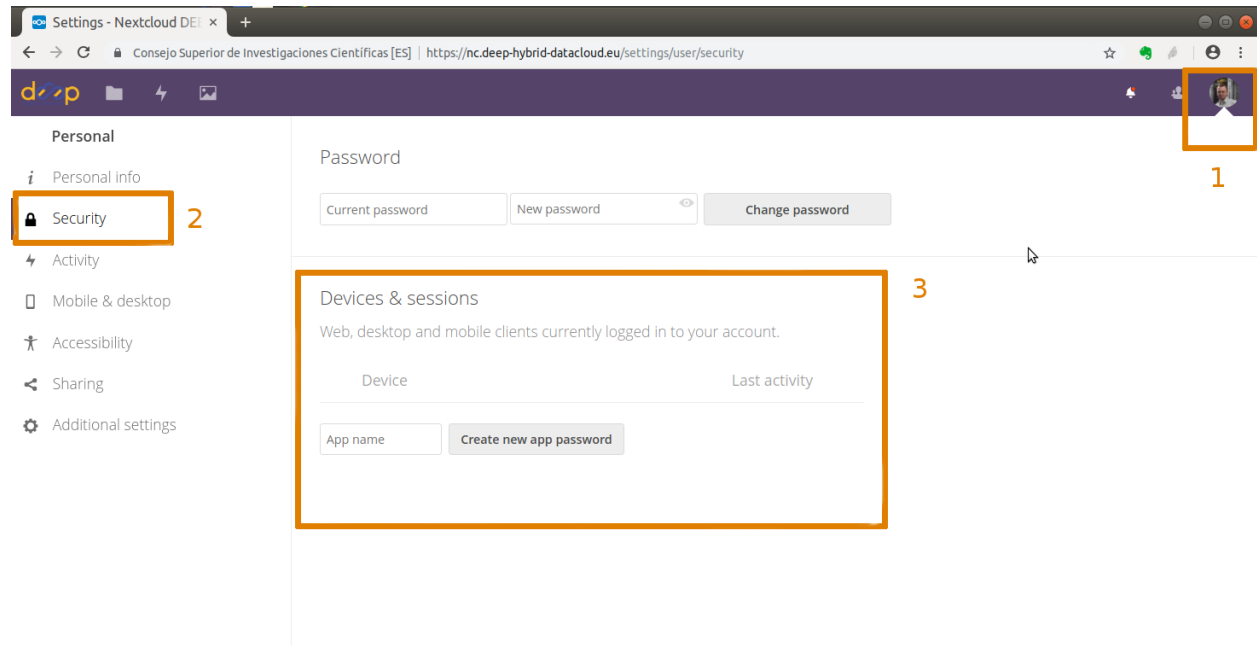 Settings - Nextcloud DEE
Consejo Superior de Investigaciones Científicas [ES] | https://nc.deep-hybrid-datacloud.eu/settings/user/security
deep
1
Personal
Personal info
Security
2
Activity
Mobile & desktop
Accessibility
Sharing
Additional settings
Password
Current password
New password
Change password
3
Devices & sessions
Web, desktop and mobile clients currently logged in to your account.
Device Last activity
App name
Create new app password